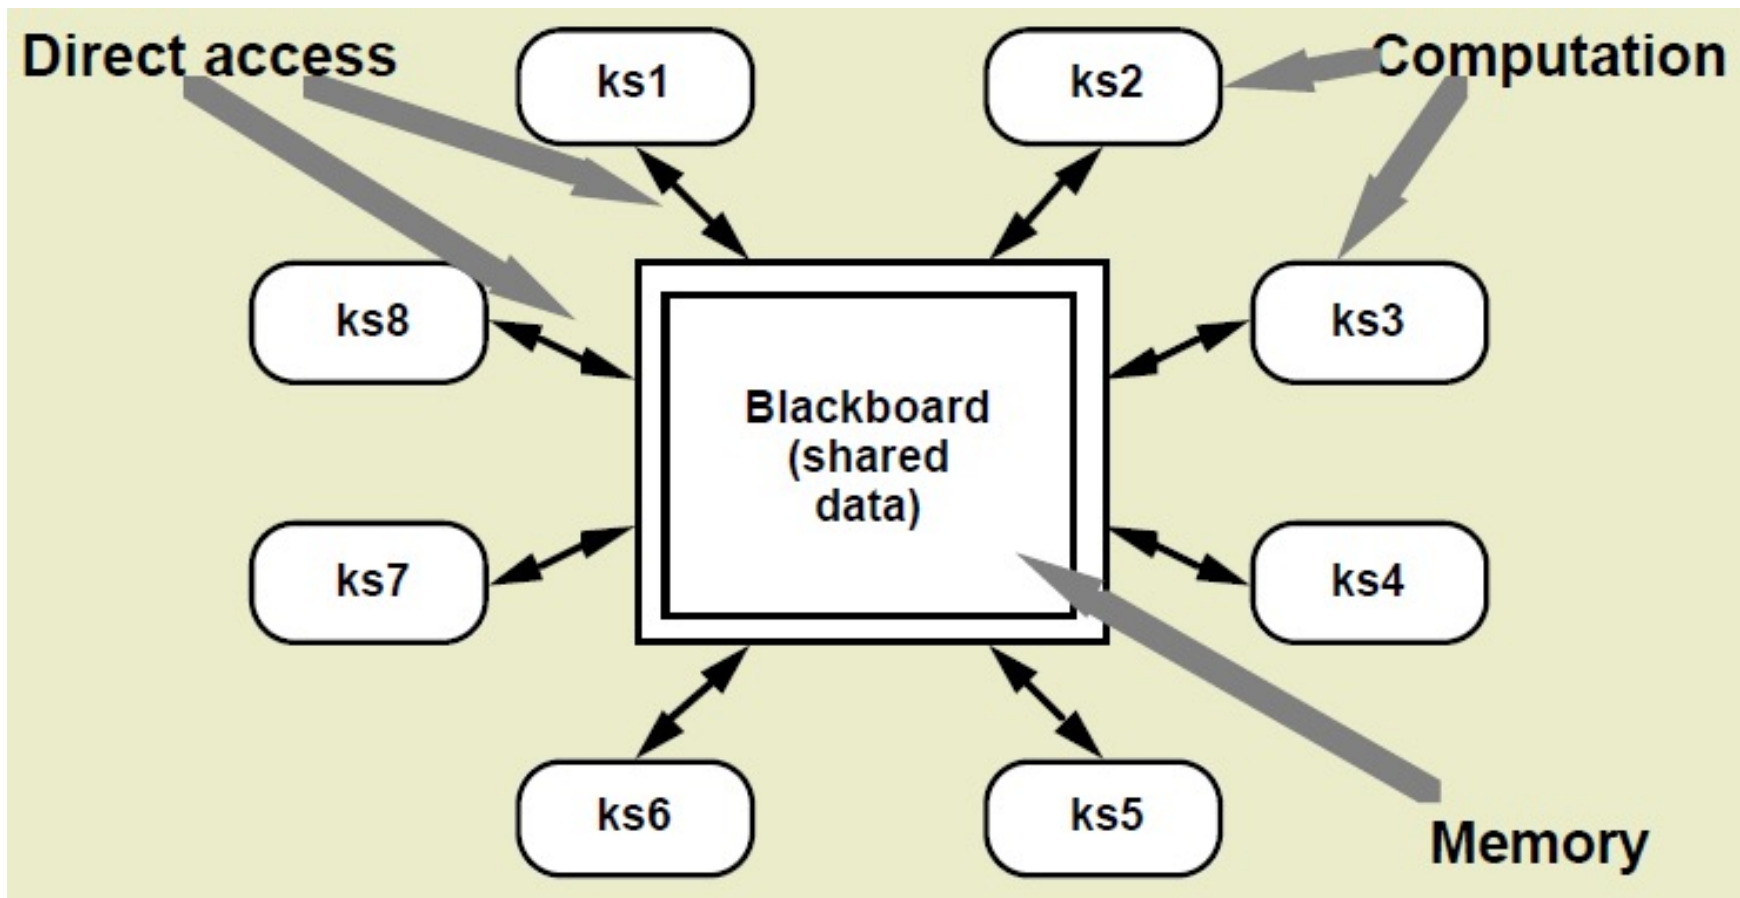 Direct access
ks1
ks2
Computation
ks8
ks3
Blackboard
(shared
data)
ks7
ks4
ks6
ks5
Memory